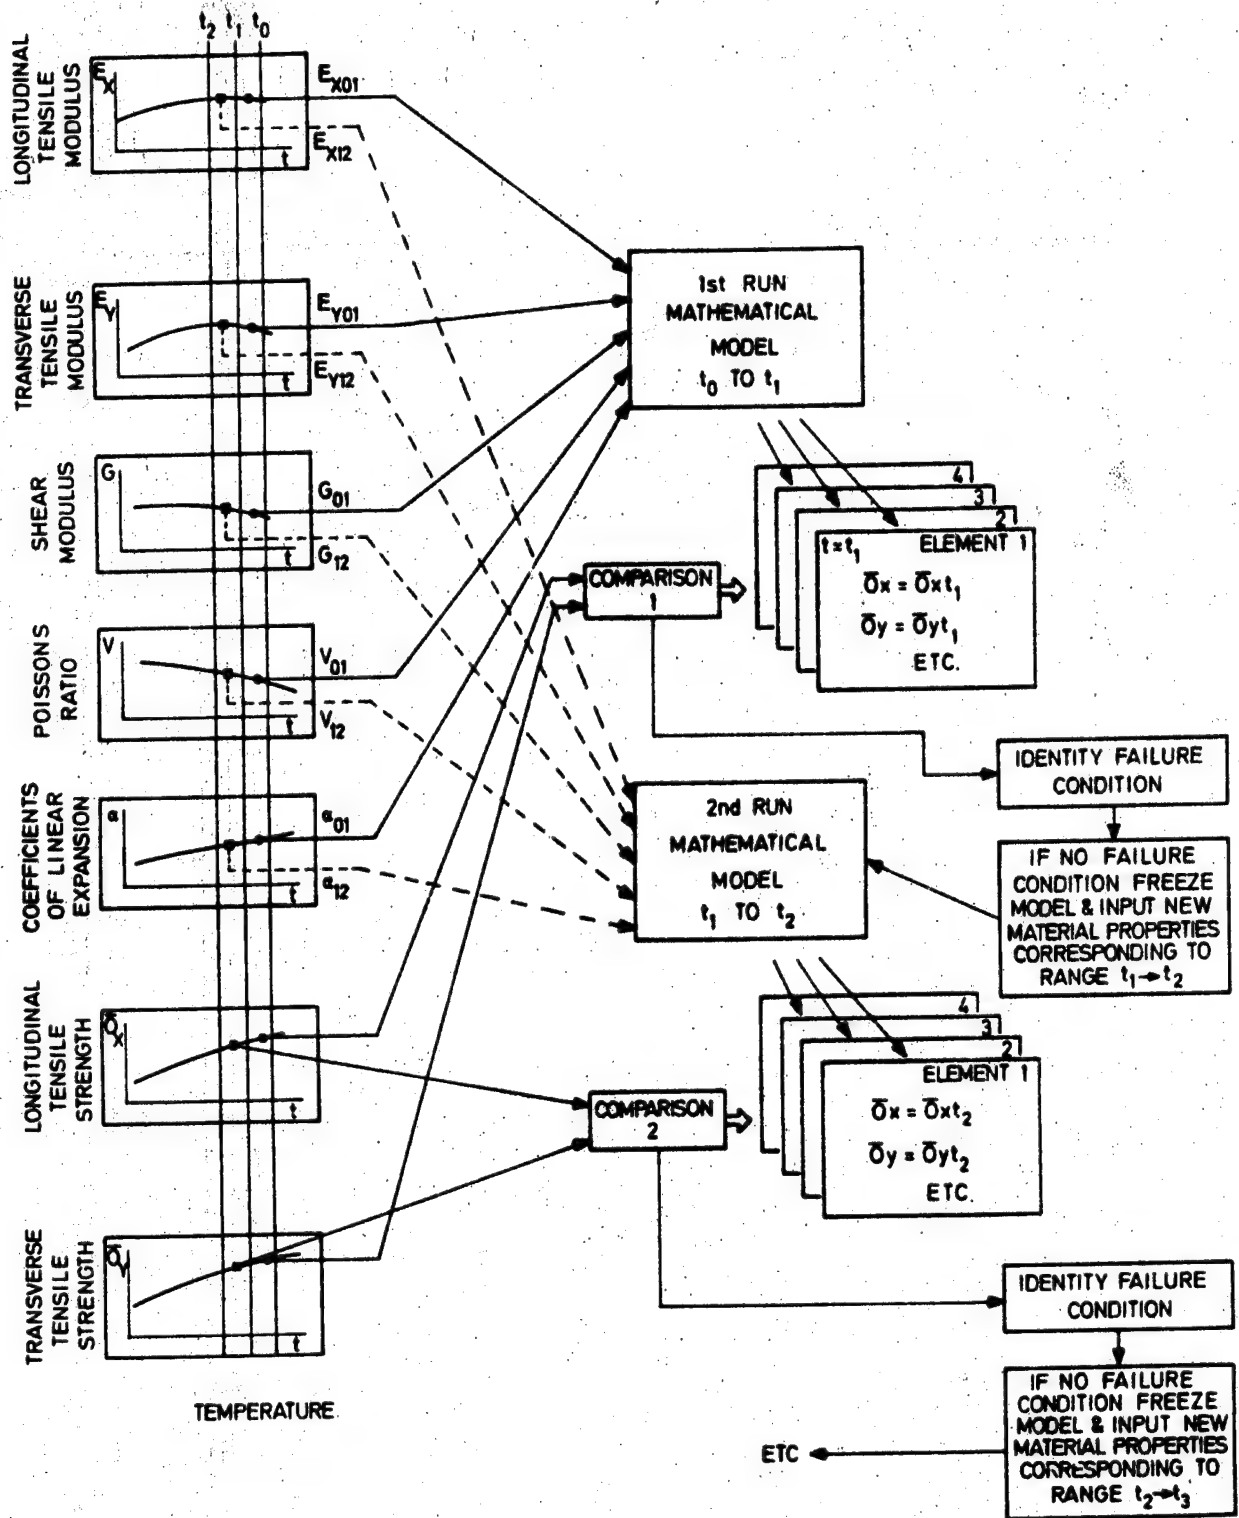 t2 t1 t0
LONGITUDINAL
TENSILE
MODULUS
EX
t
EX01
EX12
TRANSVERSE
TENSILE
MODULUS
EY
t
EY01
EY12
SHEAR
MODULUS
G
t
G01
G12
POISSONS
RATIO
V
t
V01
V12
COEFFICIENTS
OF LINEAR
EXPANSION
α
t
α01
α12
LONGITUDINAL
TENSILE
STRENGTH
σ̄X
t
TRANSVERSE
TENSILE
STRENGTH
σ̄Y
t
TEMPERATURE
1st RUN
MATHEMATICAL
MODEL
t0 TO t1
4
3
2
t = t1 ELEMENT 1
σ̄x = σ̄xt1
σ̄y = σ̄yt1
ETC.
COMPARISON
1
IDENTITY FAILURE
CONDITION
IF NO FAILURE
CONDITION FREEZE
MODEL & INPUT NEW
MATERIAL PROPERTIES
CORRESPONDING TO
RANGE t1→t2
2nd RUN
MATHEMATICAL
MODEL
t1 TO t2
4
3
2
ELEMENT 1
σ̄x = σ̄xt2
σ̄y = σ̄yt2
ETC.
COMPARISON
2
IDENTITY FAILURE
CONDITION
IF NO FAILURE
CONDITION FREEZE
MODEL & INPUT NEW
MATERIAL PROPERTIES
CORRESPONDING TO
RANGE t2→t3
ETC